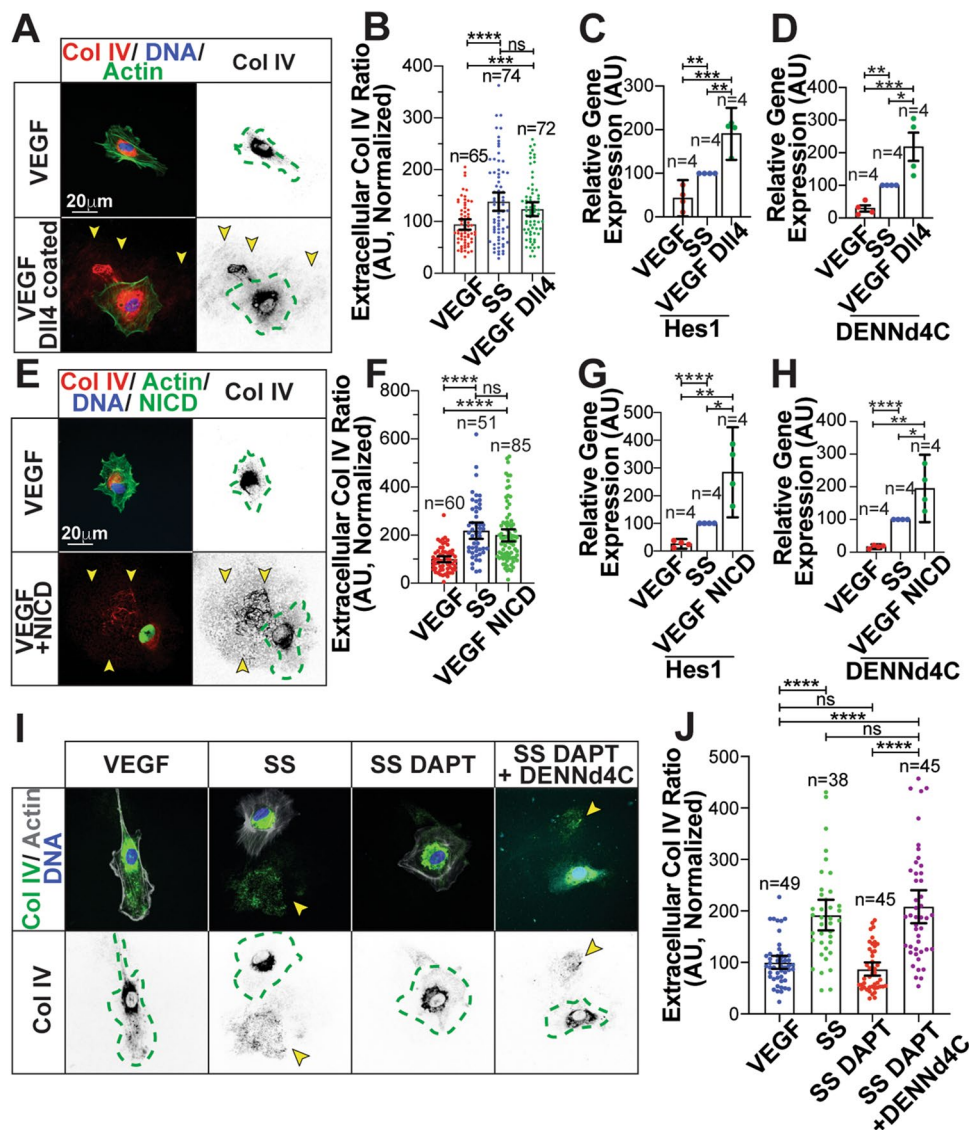 A
Col IV/ DNA/
Actin
Col IV
VEGF
20μm
VEGF
Dll4 coated
B
Extracellular Col IV Ratio
(AU, Normalized)
400
300
200
100
0
****
ns
***
n=74
n=65
n=72
VEGF
SS
VEGF Dll4
C
Relative Gene
Expression (AU)
300
200
100
0
**
***
**
n=4
n=4
n=4
VEGF
SS
VEGF Dll4
Hes1
D
Relative Gene
Expression (AU)
400
300
200
100
0
**
***
*
n=4
n=4
n=4
VEGF
SS
VEGF Dll4
DENNd4C
E
Col IV/ Actin/
DNA/ NICD
Col IV
VEGF
20μm
VEGF
+NICD
F
Extracellular Col IV Ratio
(AU, Normalized)
800
600
400
200
0
****
ns
****
n=51
n=85
n=60
VEGF
SS
VEGF NICD
G
Relative Gene
Expression (AU)
500
400
300
200
100
0
****
**
*
n=4
n=4
n=4
VEGF
SS
VEGF NICD
Hes1
H
Relative Gene
Expression (AU)
400
300
200
100
0
****
**
*
n=4
n=4
n=4
VEGF
SS
VEGF NICD
DENNd4C
I
VEGF
SS
SS DAPT
SS DAPT
+ DENNd4C
Col IV/ Actin
DNA
Col IV
J
Extracellular Col IV Ratio
(AU, Normalized)
500
400
300
200
100
0
****
ns
****
ns
****
n=38
n=45
n=49
n=45
VEGF
SS
SS DAPT
SS DAPT
+DENNd4C